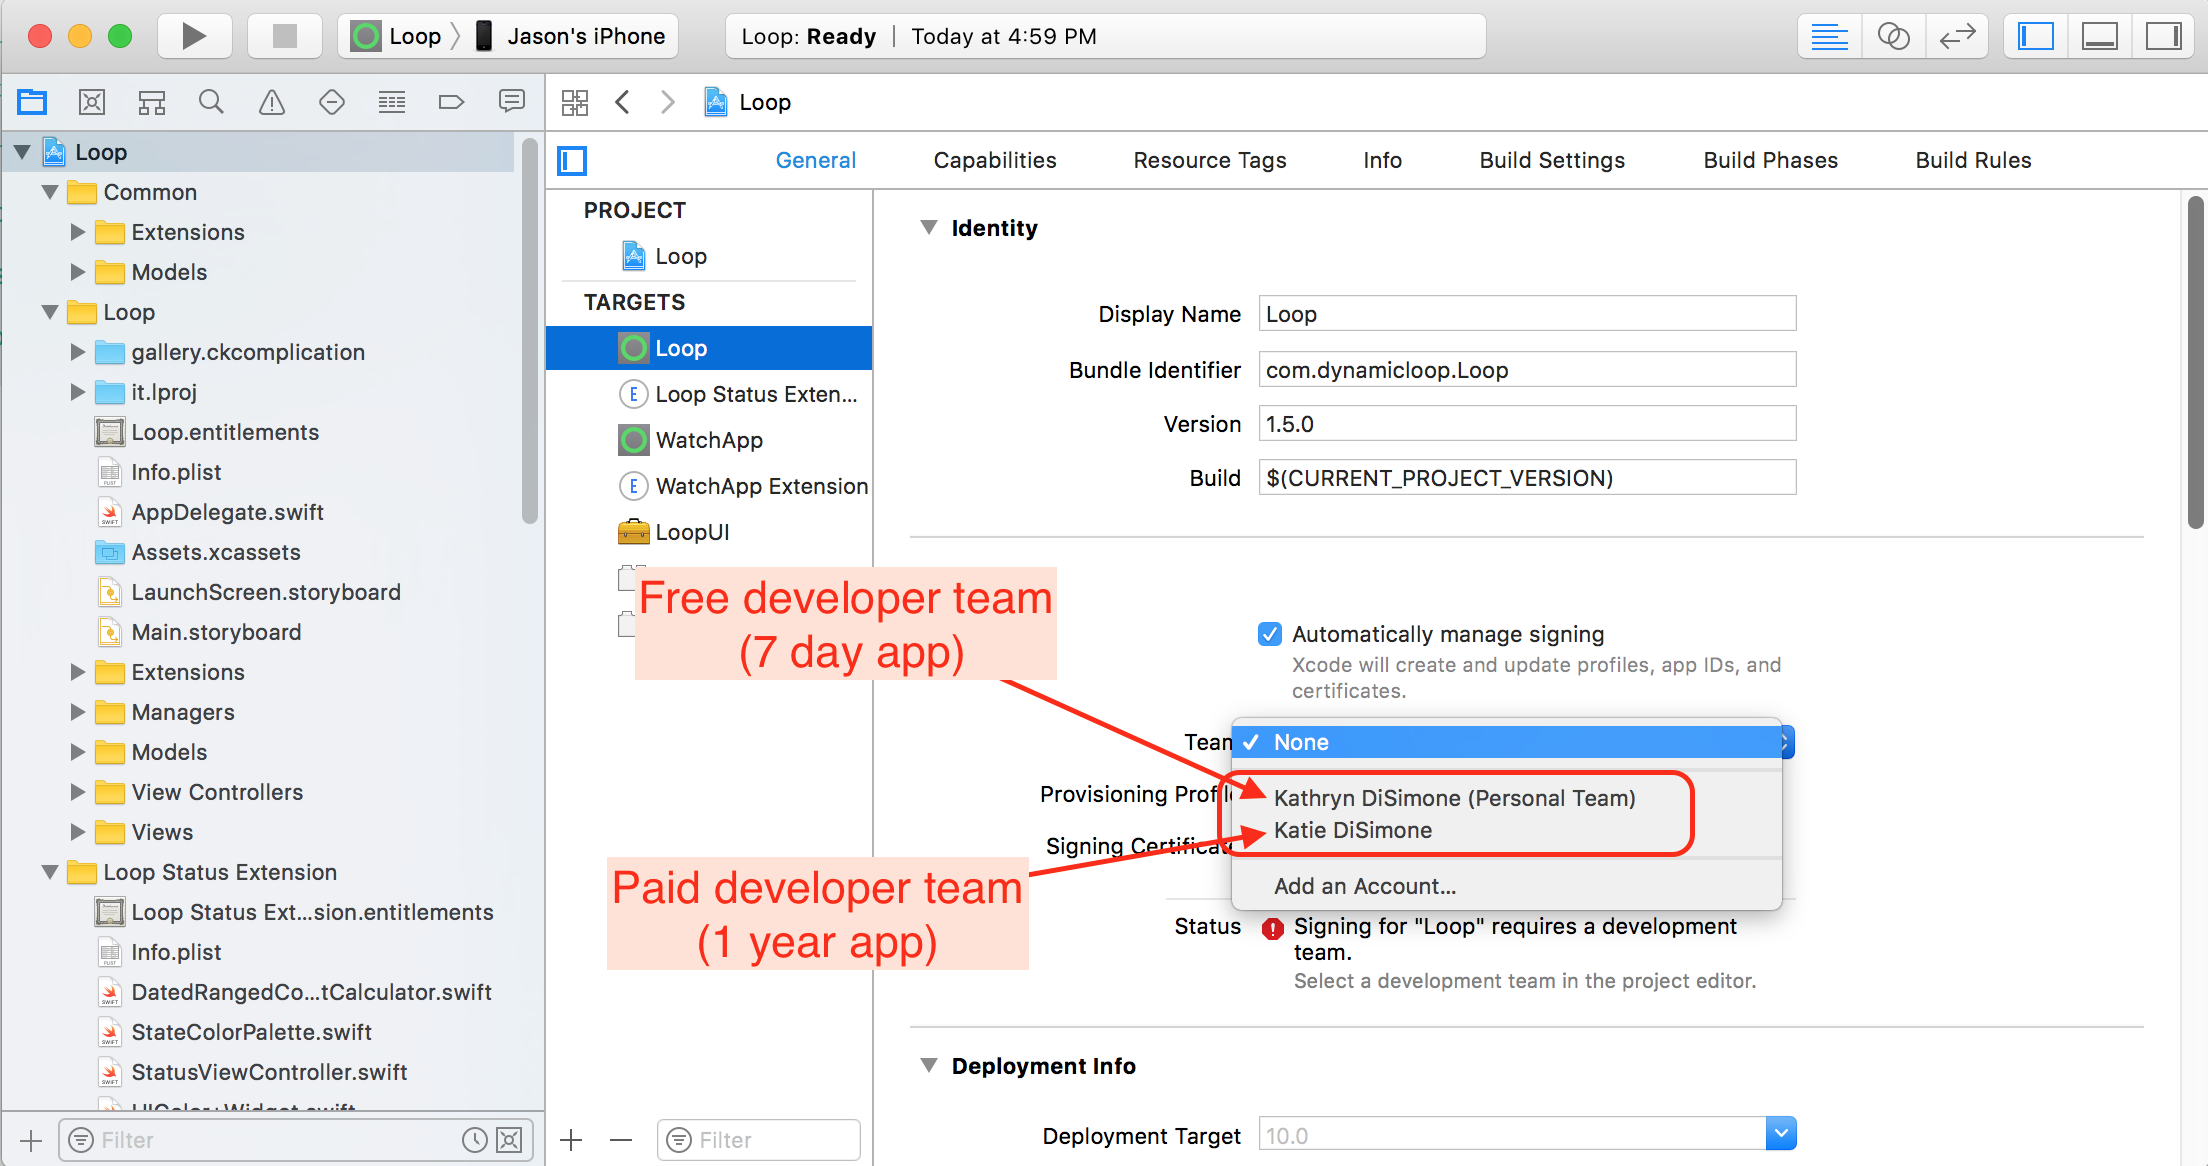 Loop
Jason's iPhone
Loop: Ready
Today at 4:59 PM
Loop
General
Capabilities
Resource Tags
Info
Build Settings
Build Phases
Build Rules
Loop
Common
Extensions
Models
Loop
gallery.ckcomplication
it.lproj
Loop.entitlements
Info.plist
AppDelegate.swift
Assets.xcassets
LaunchScreen.storyboard
Main.storyboard
Extensions
Managers
Models
View Controllers
Views
Loop Status Extension
Loop Status Ext...sion.entitlements
Info.plist
DatedRangedCo...tCalculator.swift
StateColorPalette.swift
StatusViewController.swift
Filter
PROJECT
Loop
TARGETS
Loop
E Loop Status Exten...
WatchApp
E WatchApp Extension
LoopUI
Filter
Free developer team
(7 day app)
Paid developer team
(1 year app)
Identity
Display Name Loop
Bundle Identifier com.dynamicloop.Loop
Version 1.5.0
Build $(CURRENT_PROJECT_VERSION)
Automatically manage signing
Xcode will create and update profiles, app IDs, and
certificates.
None
Provisioning
Kathryn DiSimone (Personal Team)
Katie DiSimone
Signing
Add an Account...
Status Signing for "Loop" requires a development
team.
Select a development team in the project editor.
Deployment Info
Deployment Target 10.0